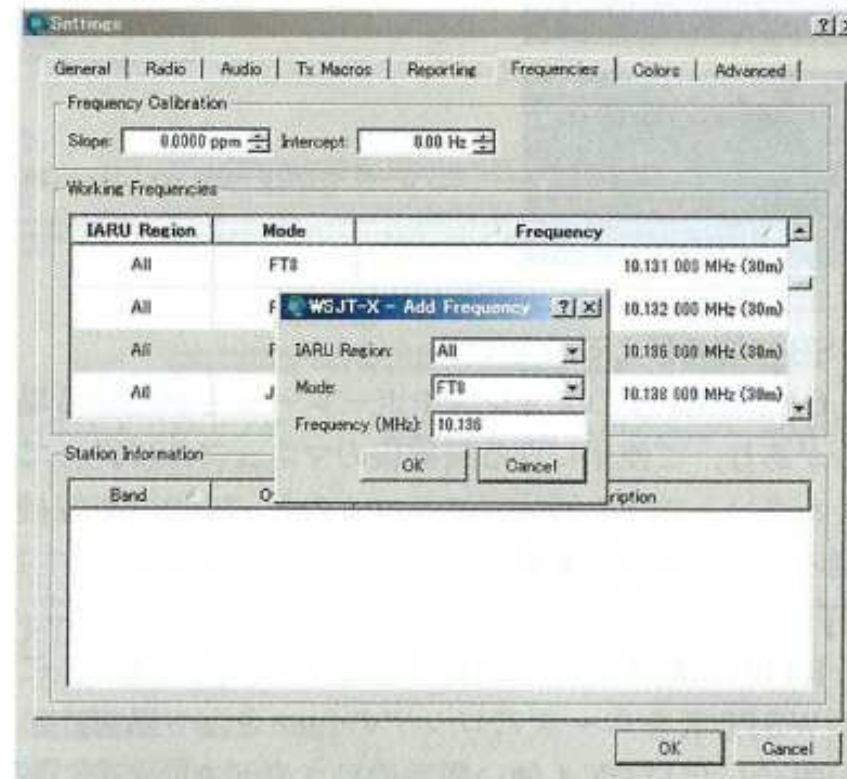 Settings
General Radio Audio Tx Macros Reporting Frequencies Colors Advanced
Frequency Calibration
Slope: 0.0000 ppm Intercept: 0.00 Hz
Working Frequencies
IARU Region Mode Frequency
All FT8 10.131 000 MHz (30m)
All F 10.132 000 MHz (30m)
All F 10.136 000 MHz (30m)
All J 10.138 000 MHz (30m)
WSJT-X - Add Frequency
IARU Region: All
Mode: FT8
Frequency (MHz): 10.136
OK Cancel
Station Information
Band O ription
OK Cancel